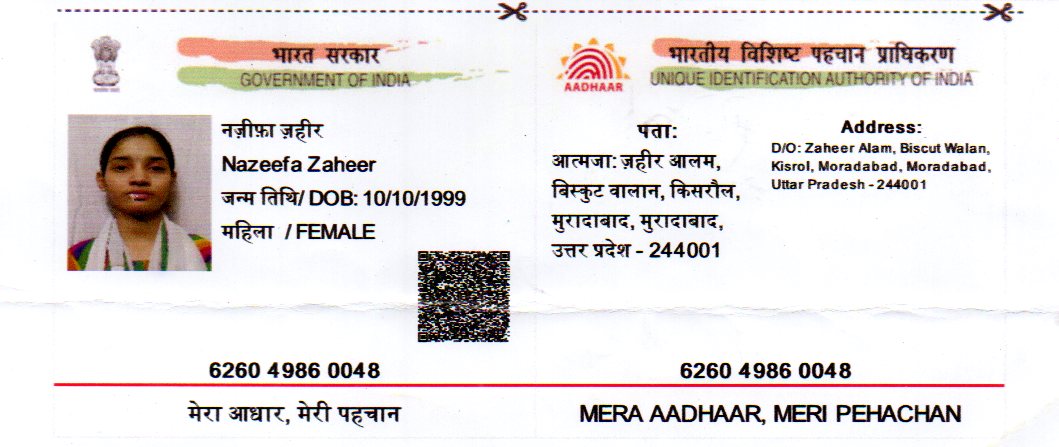 भारत सरकार
GOVERNMENT OF INDIA
नज़ीफ़ा ज़हीर
Nazeefa Zaheer
जन्म तिथि/ DOB: 10/10/1999
महिला / FEMALE
6260 4986 0048
मेरा आधार, मेरी पहचान
AADHAAR
भारतीय विशिष्ट पहचान प्राधिकरण
UNIQUE IDENTIFICATION AUTHORITY OF INDIA
पता:
आत्मजा: ज़हीर आलम,
बिस्कुट वालान, किसरौल,
मुरादाबाद, मुरादाबाद,
उत्तर प्रदेश - 244001
Address:
D/O: Zaheer Alam, Biscut Walan,
Kisrol, Moradabad, Moradabad,
Uttar Pradesh - 244001
6260 4986 0048
MERA AADHAAR, MERI PEHACHAN